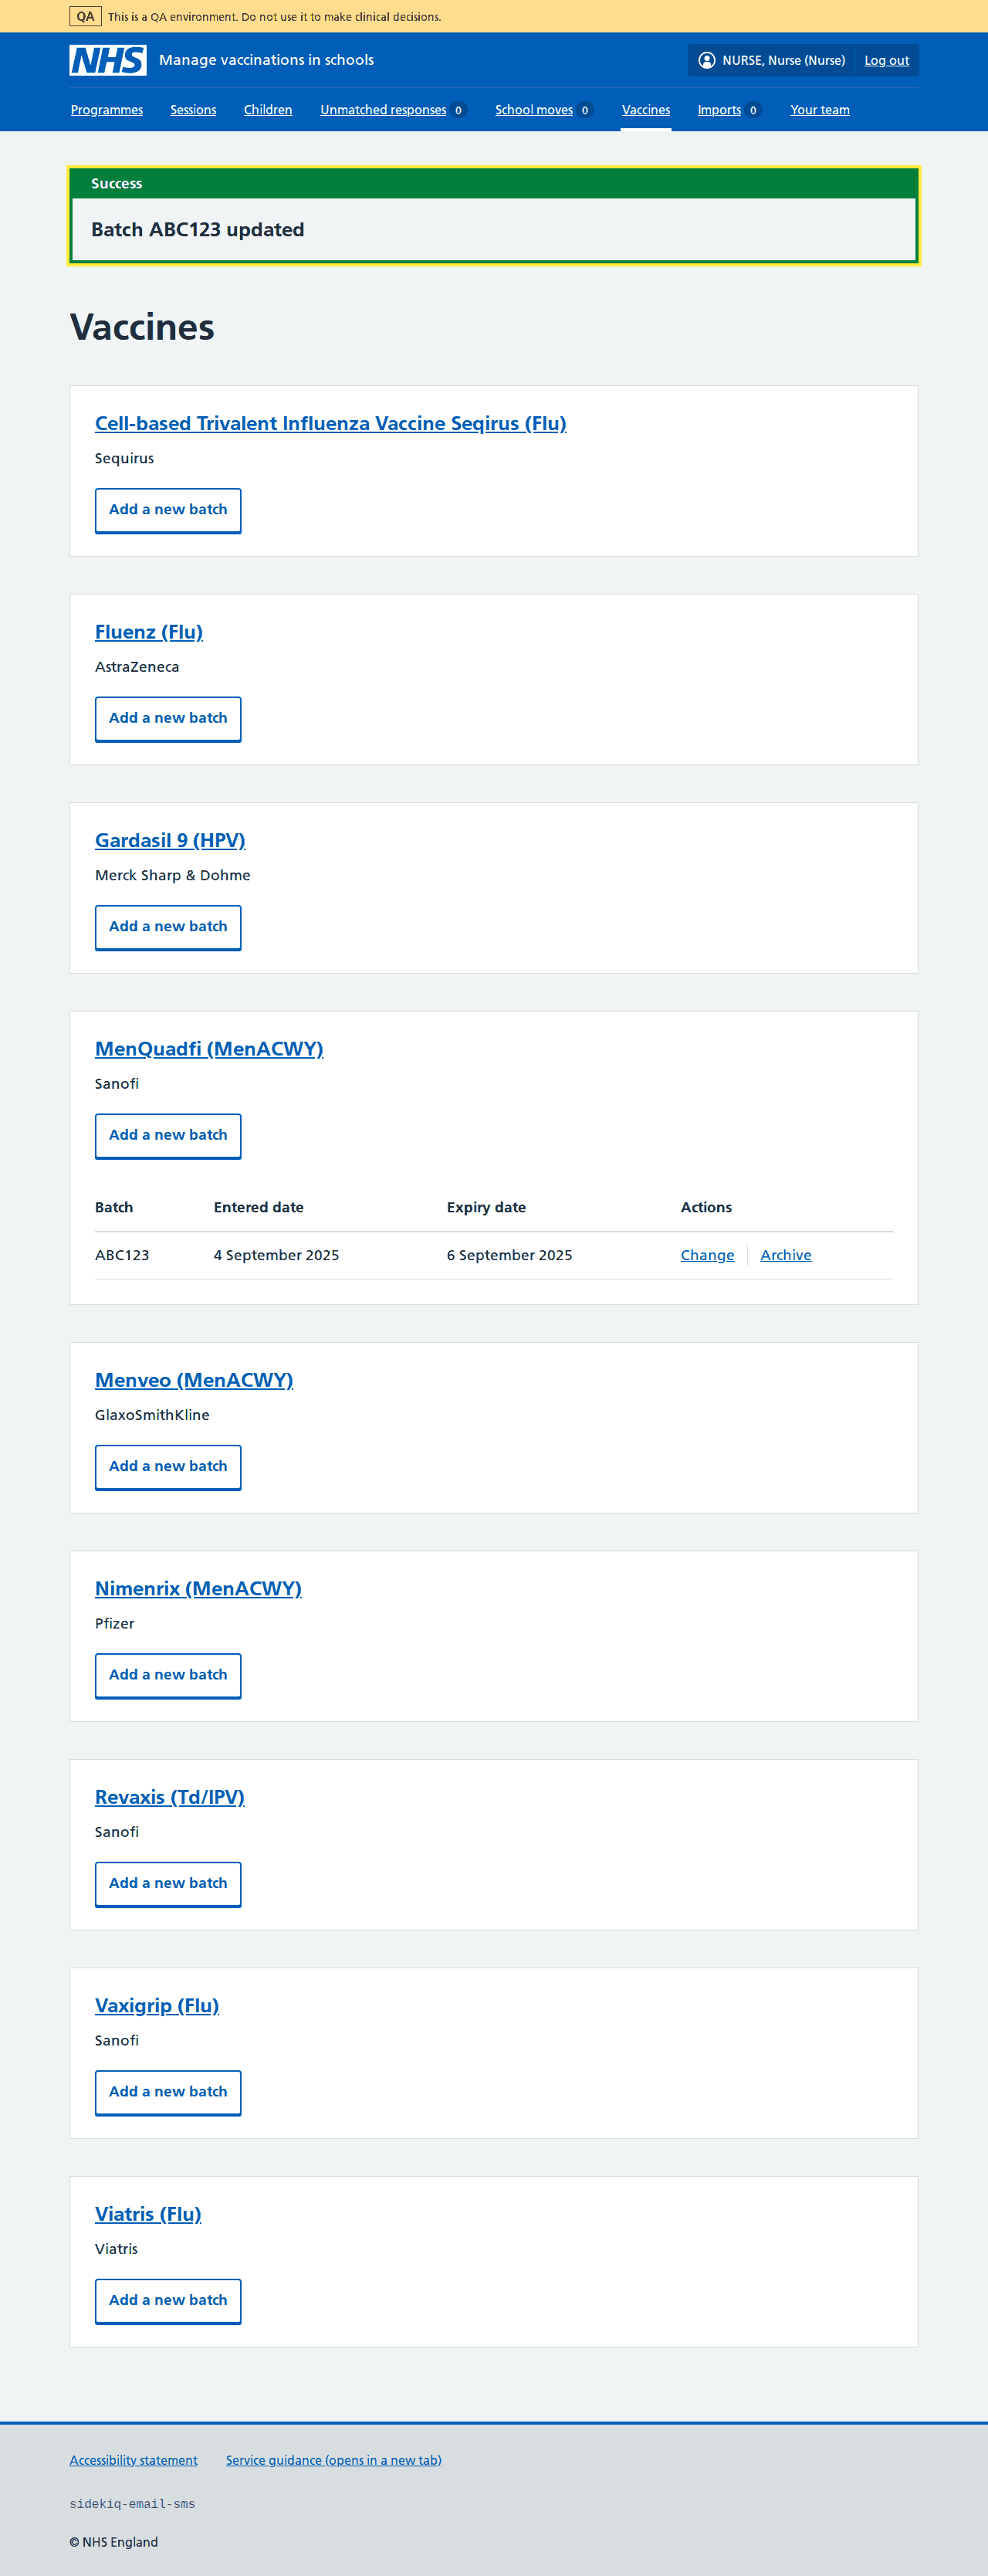 QA This is a QA environment. Do not use it to make clinical decisions.
NHS Manage vaccinations in schools NURSE, Nurse (Nurse) Log out
Programmes Sessions Children Unmatched responses 0 School moves 0 Vaccines Imports 0 Your team
Success
Batch ABC123 updated
Vaccines
Cell-based Trivalent Influenza Vaccine Seqirus (Flu)
Sequirus
Add a new batch
Fluenz (Flu)
AstraZeneca
Add a new batch
Gardasil 9 (HPV)
Merck Sharp & Dohme
Add a new batch
MenQuadfi (MenACWY)
Sanofi
Add a new batch
Batch Entered date Expiry date Actions
ABC123 4 September 2025 6 September 2025 Change Archive
Menveo (MenACWY)
GlaxoSmithKline
Add a new batch
Nimenrix (MenACWY)
Pfizer
Add a new batch
Revaxis (Td/IPV)
Sanofi
Add a new batch
Vaxigrip (Flu)
Sanofi
Add a new batch
Viatris (Flu)
Viatris
Add a new batch
Accessibility statement Service guidance (opens in a new tab)
sidekiq-email-sms
© NHS England